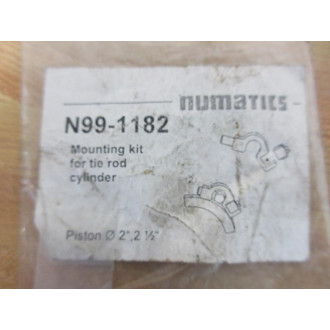 numatics
N99-1182
Mounting kit
for tie rod
cylinder
Piston Ø 2",2 ½"